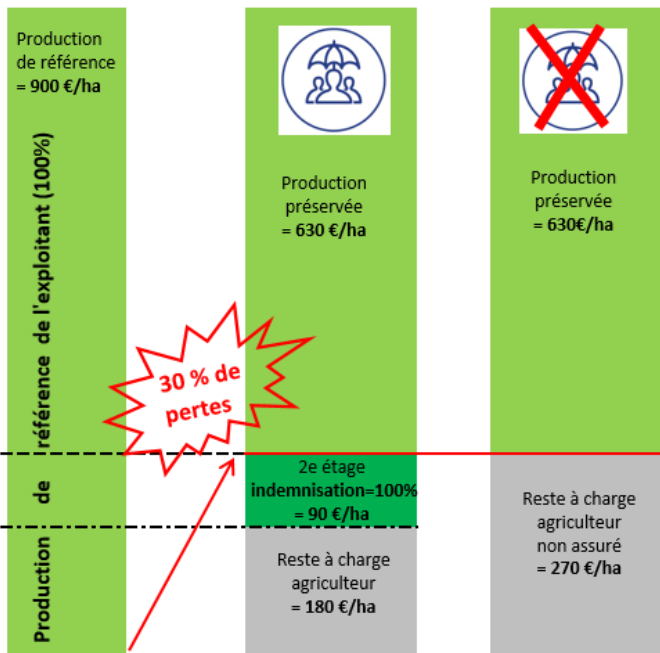 Production
de référence
= 900 €/ha
Production de référence de l'exploitant (100%)
30 % de
pertes
Production
préservée
= 630 €/ha
2e étage
indemnisation=100%
= 90 €/ha
Reste à charge
agriculteur
= 180 €/ha
Production
préservée
= 630€/ha
Reste à charge
agriculteur
non assuré
= 270 €/ha